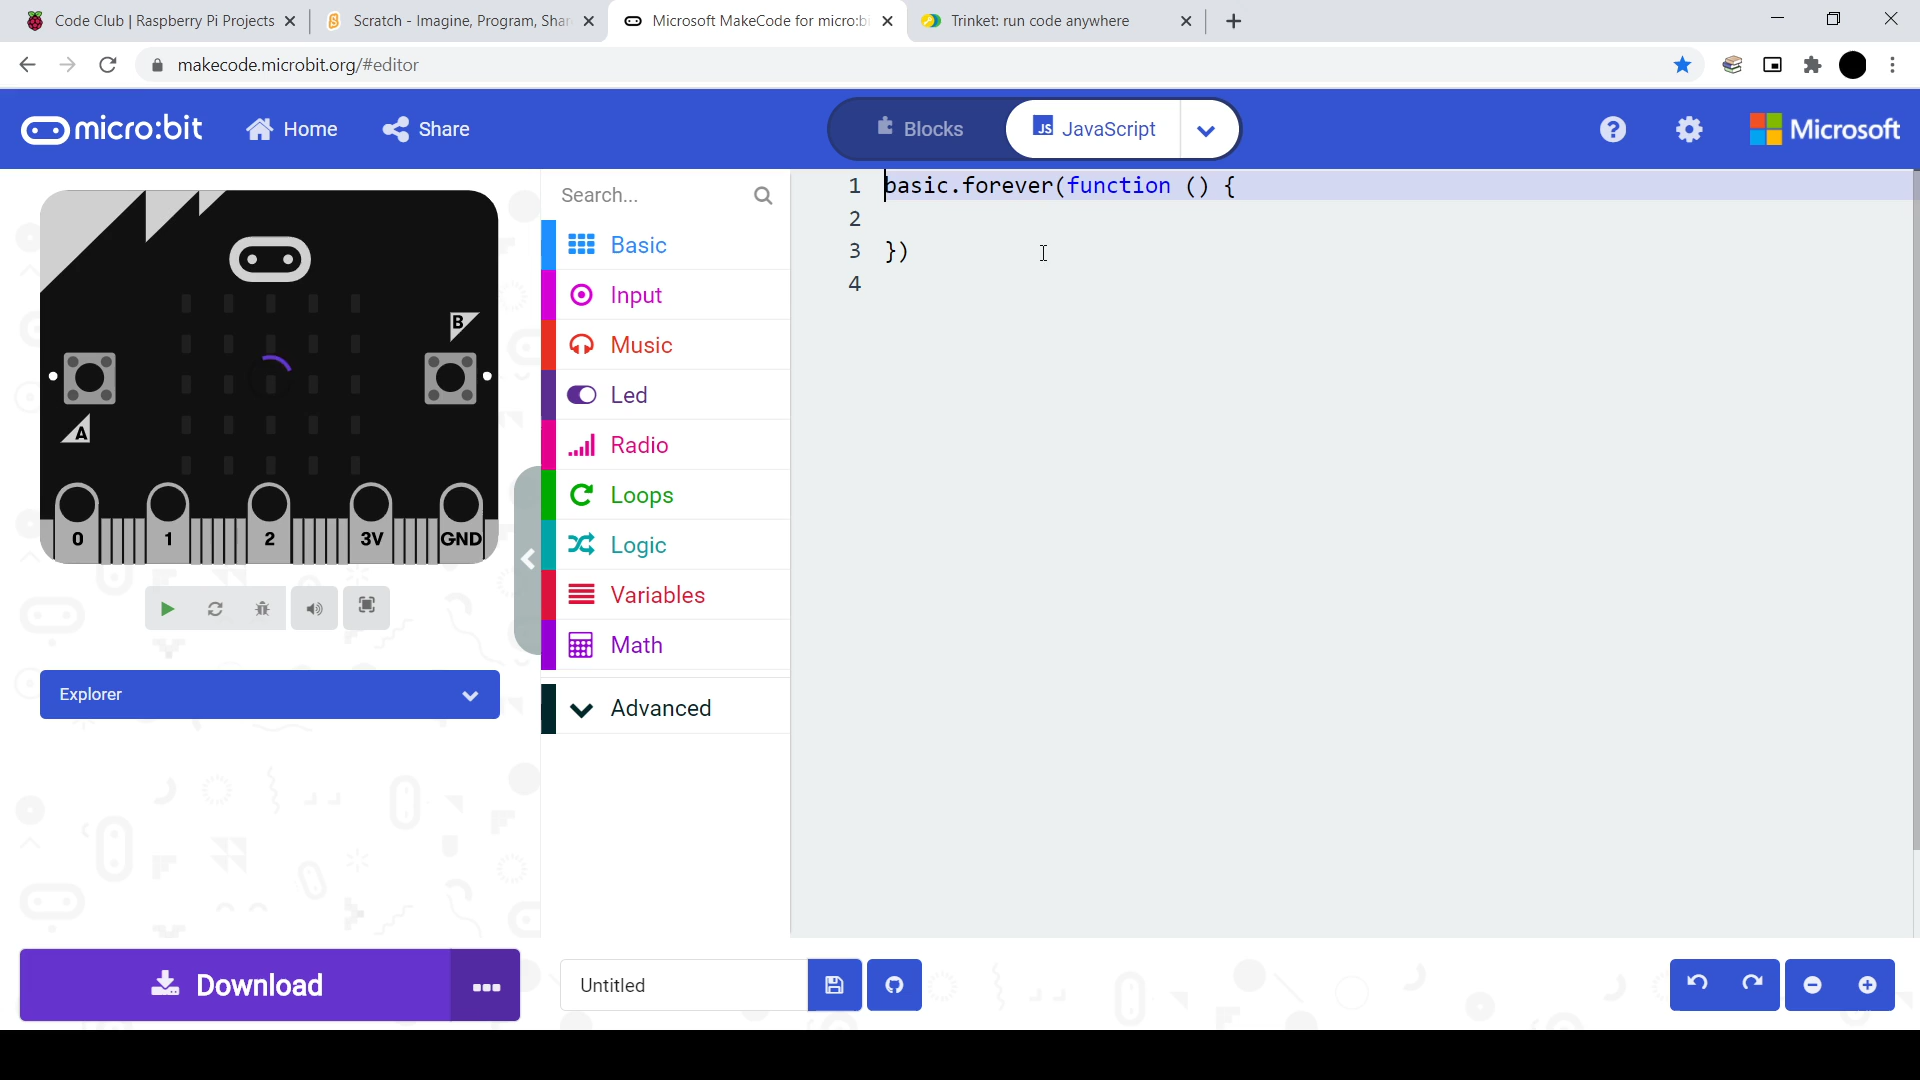 Code Club | Raspberry Pi Projects
Scratch - Imagine, Program, Shar
Microsoft MakeCode for micro:bi
Trinket: run code anywhere
makecode.microbit.org/#editor
micro:bit
Home
Share
Blocks
JS JavaScript
Microsoft
Search...
Basic
Input
Music
Led
Radio
Loops
Logic
Variables
Math
Advanced
1 basic.forever(function () {
2
3 })
4
B
A
0 1 2 3V GND
Explorer
Download
Untitled